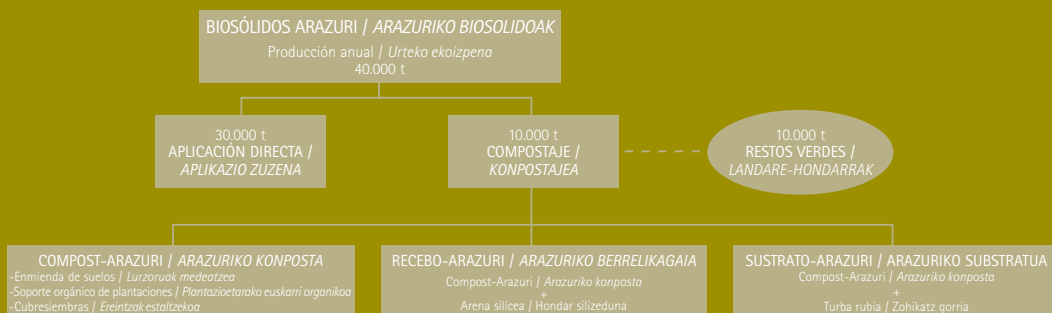 BIOSÓLIDOS ARAZURI / ARAZURIKO BIOSOLIDOAK
Producción anual / Urteko ekoizpena
40.000 t
30.000 t
APLICACIÓN DIRECTA /
APLIKAZIO ZUZENA
10.000 t
COMPOSTAJE /
KONPOSTAJEA
10.000 t
RESTOS VERDES /
LANDARE-HONDARRAK
COMPOST-ARAZURI / ARAZURIKO KONPOSTA
-Enmienda de suelos / Lurzoruak medeatzea
-Soporte orgánico de plantaciones / Plantazioetarako euskarri organikoa
-Cubresiembras / Ereintzak estaltzekoa
RECEBO-ARAZURI / ARAZURIKO BERRELIKAGAIA
Compost-Arazuri / Arazuriko konposta
+
Arena silicea / Hondar silizeduna
SUSTRATO-ARAZURI / ARAZURIKO SUBSTRATUA
Compost-Arazuri / Arazuriko konposta
+
Turba rubia / Zohikatz gorria